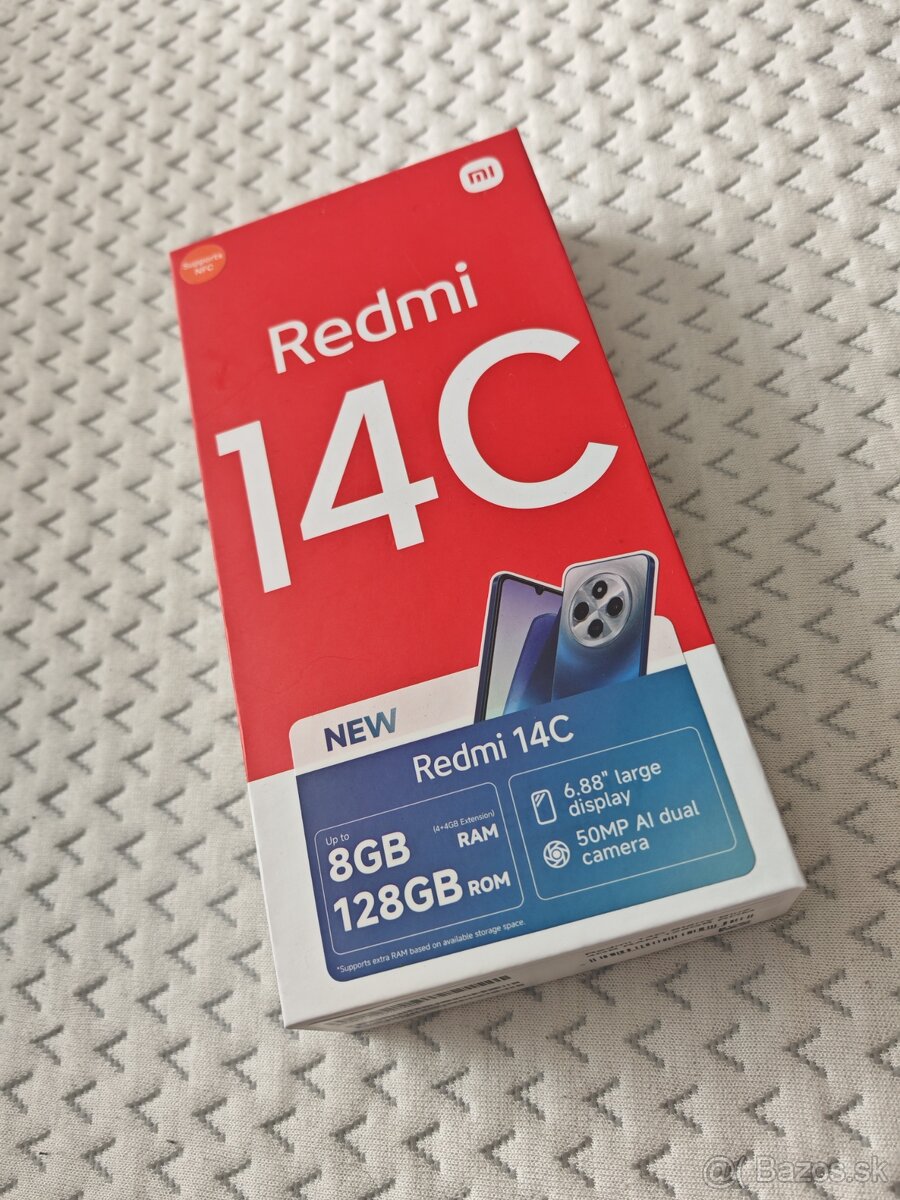 mi
Supports
NFC
Redmi
14C
NEW
Redmi 14C
Up to
8GB
(4+4GB Extension)
RAM
128GB ROM
6.88" large
display
50MP AI dual
camera
*Supports extra RAM based on available storage space.
@ Bazos.sk